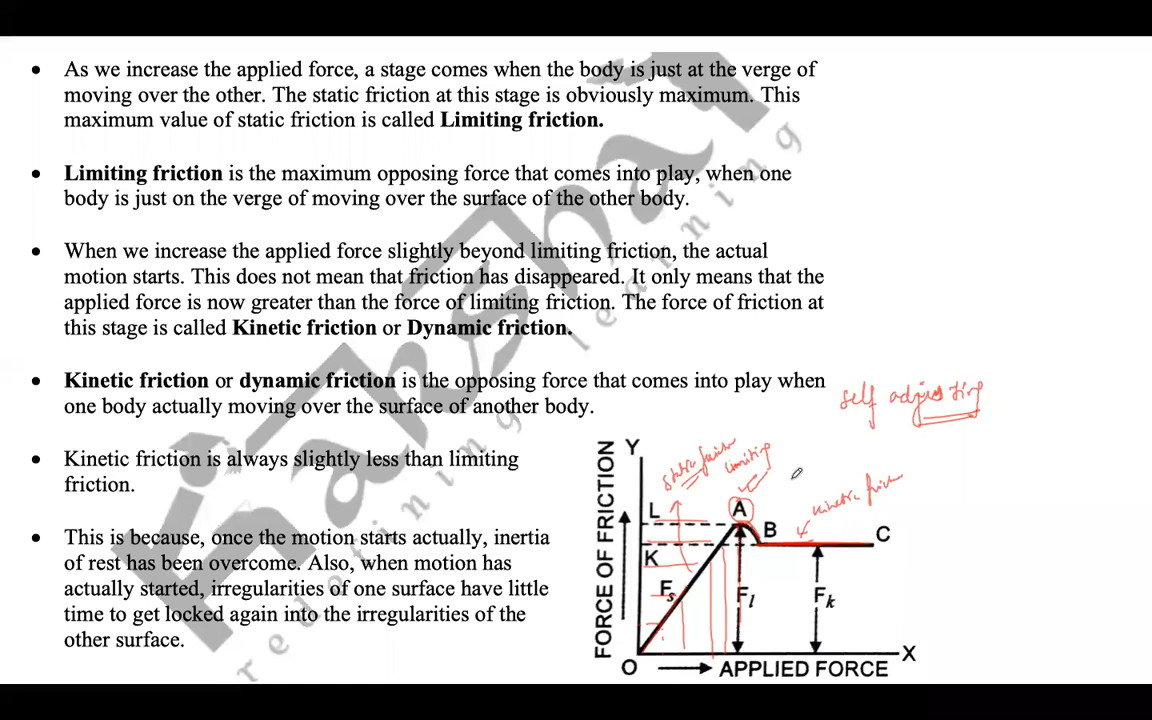 • As we increase the applied force, a stage comes when the body is just at the verge of
moving over the other. The static friction at this stage is obviously maximum. This
maximum value of static friction is called Limiting friction.
• Limiting friction is the maximum opposing force that comes into play, when one
body is just on the verge of moving over the surface of the other body.
• When we increase the applied force slightly beyond limiting friction, the actual
motion starts. This does not mean that friction has disappeared. It only means that the
applied force is now greater than the force of limiting friction. The force of friction at
this stage is called Kinetic friction or Dynamic friction.
• Kinetic friction or dynamic friction is the opposing force that comes into play when
one body actually moving over the surface of another body.
self adjusting
• Kinetic friction is always slightly less than limiting
friction.
• This is because, once the motion starts actually, inertia
of rest has been overcome. Also, when motion has
actually started, irregularities of one surface have little
time to get locked again into the irregularities of the
other surface.
FORCE OF FRICTION
Y
static
limiting
kinetic
L
A
B
C
K
Fs
Fl
Fk
O
X
APPLIED FORCE
Rakshak
redefining learning